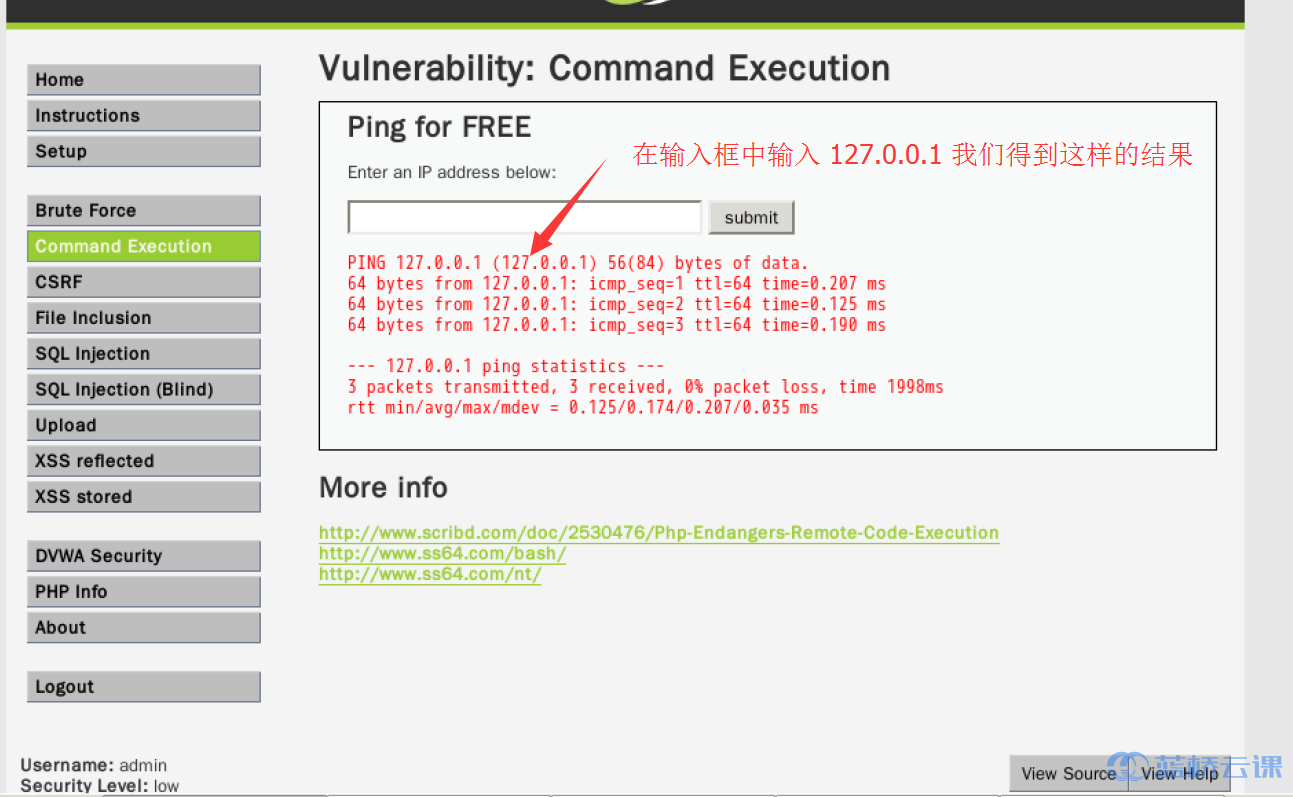 Home
Instructions
Setup
Brute Force
Command Execution
CSRF
File Inclusion
SQL Injection
SQL Injection (Blind)
Upload
XSS reflected
XSS stored
DVWA Security
PHP Info
About
Logout
Username: admin
Security Level: low
Vulnerability: Command Execution
Ping for FREE
在输入框中输入 127.0.0.1 我们得到这样的结果
Enter an IP address below:
submit
PING 127.0.0.1 (127.0.0.1) 56(84) bytes of data.
64 bytes from 127.0.0.1: icmp_seq=1 ttl=64 time=0.207 ms
64 bytes from 127.0.0.1: icmp_seq=2 ttl=64 time=0.125 ms
64 bytes from 127.0.0.1: icmp_seq=3 ttl=64 time=0.190 ms
--- 127.0.0.1 ping statistics ---
3 packets transmitted, 3 received, 0% packet loss, time 1998ms
rtt min/avg/max/mdev = 0.125/0.174/0.207/0.035 ms
More info
http://www.scribd.com/doc/2530476/Php-Endangers-Remote-Code-Execution
http://www.ss64.com/bash/
http://www.ss64.com/nt/
View Source
View Help
蓝桥云课